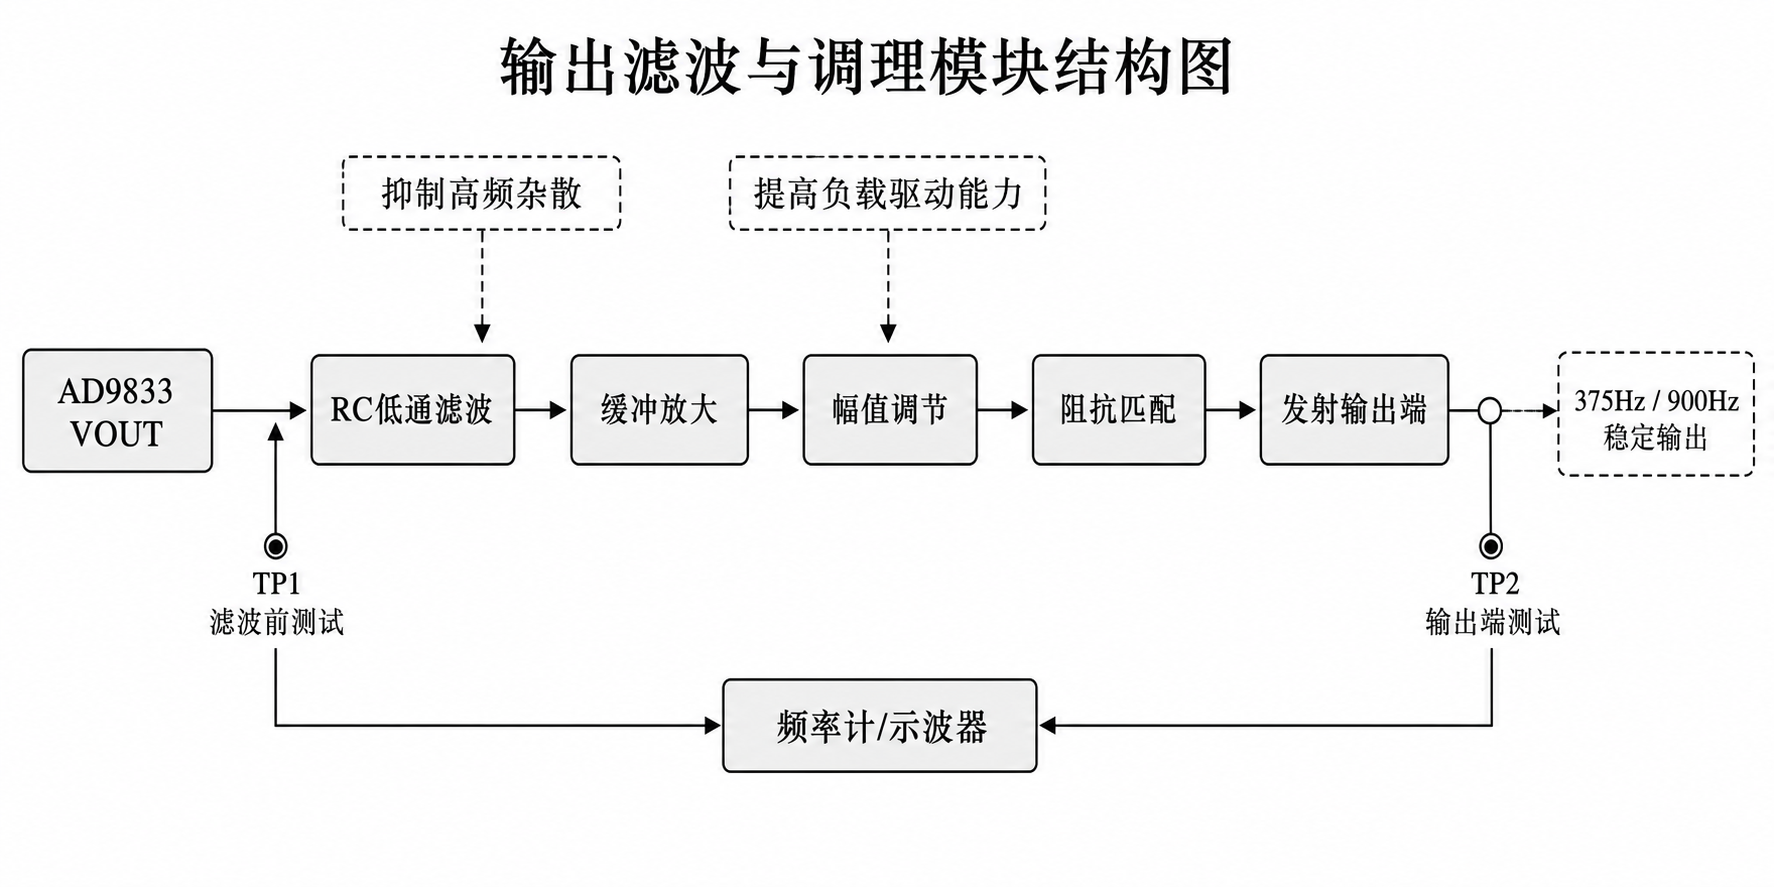 输出滤波与调理模块结构图
抑制高频杂散
提高负载驱动能力
AD9833
VOUT
RC低通滤波
缓冲放大
幅值调节
阻抗匹配
发射输出端
375Hz / 900Hz
稳定输出
TP1
滤波前测试
TP2
输出端测试
频率计/示波器